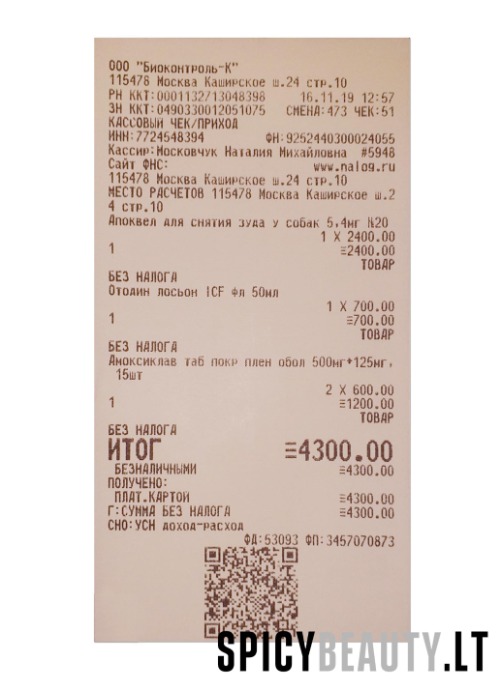 ООО "Биоконтроль-К"
115478 Москва Каширское ш.24 стр.10
РН ККТ:0001132713048398 16.11.19 12:57
ЗН ККТ:0490330012051075 СМЕНА:473 ЧЕК:51
КАССОВЫЙ ЧЕК/ПРИХОД
ИНН:7724548394 ФН:9252440300024055
Кассир:Московчук Наталия Михайловна #5948
Сайт ФНС: www.nalog.ru
115478 Москва Каширское ш.24 стр.10
МЕСТО РАСЧЕТОВ 115478 Москва Каширское ш.2
4 стр.10
Апоквел для снятия зуда у собак 5,4мг N20
1 X 2400.00
1 ≡2400.00
ТОВАР
БЕЗ НАЛОГА
Отодин лосьон ICF фл 50мл
1 X 700.00
1 ≡700.00
ТОВАР
БЕЗ НАЛОГА
Амоксиклав таб покр плен обол 500мг+125мг,
15шт
2 X 600.00
1 ≡1200.00
ТОВАР
БЕЗ НАЛОГА
ИТОГ ≡4300.00
БЕЗНАЛИЧНЫМИ ≡4300.00
ПОЛУЧЕНО:
ПЛАТ.КАРТОЙ ≡4300.00
Г:СУММА БЕЗ НАЛОГА ≡4300.00
СНО:УСН доход-расход
ФД:53093 ФП:3457070873
SPICYBEAUTY.LT